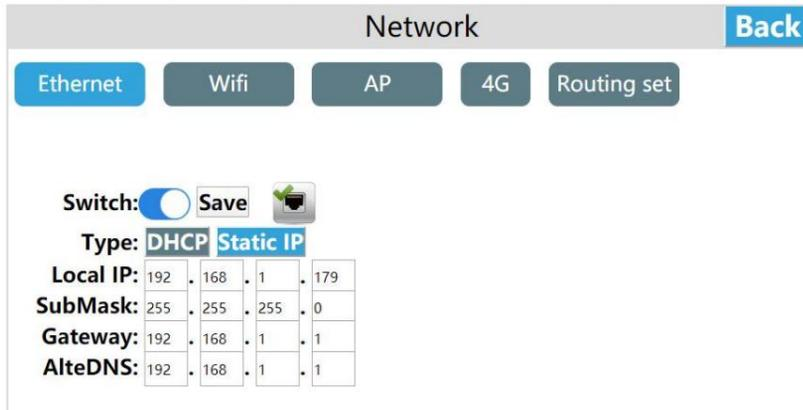 Network Back
Ethernet Wifi AP 4G Routing set
Switch: Save
Type: DHCP Static IP
Local IP: 192 . 168 . 1 . 179
SubMask: 255 . 255 . 255 . 0
Gateway: 192 . 168 . 1 . 1
AlteDNS: 192 . 168 . 1 . 1